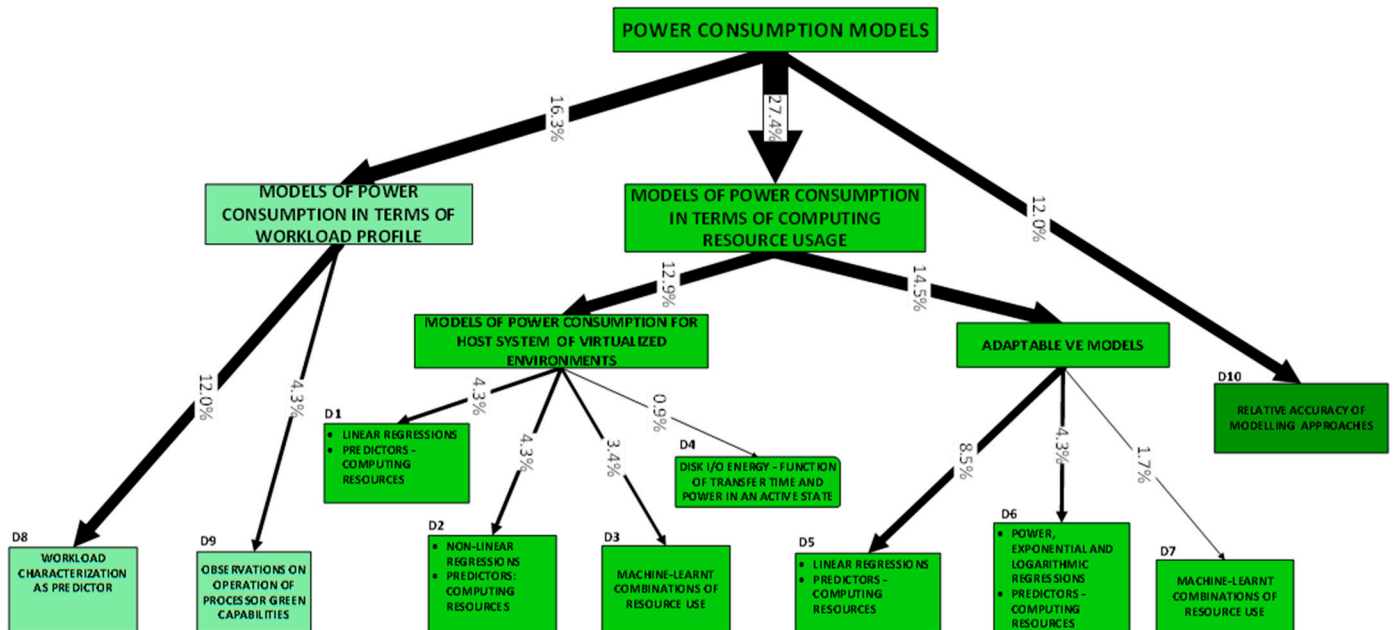 POWER CONSUMPTION MODELS
16.3%
27.4%
12.0%
MODELS OF POWER
CONSUMPTION IN TERMS OF
WORKLOAD PROFILE
MODELS OF POWER CONSUMPTION
IN TERMS OF COMPUTING
RESOURCE USAGE
12.9%
14.5%
MODELS OF POWER CONSUMPTION FOR
HOST SYSTEM OF VIRTUALIZED
ENVIRONMENTS
ADAPTABLE VE MODELS
12.0%
4.3%
4.3%
4.3%
3.4%
0.9%
8.5%
4.3%
1.7%
D10
RELATIVE ACCURACY OF
MODELLING APPROACHES
D1
• LINEAR REGRESSIONS
• PREDICTORS -
COMPUTING
RESOURCES
D4
DISK I/O ENERGY - FUNCTION
OF TRANSFER TIME AND
POWER IN AN ACTIVE STATE
D8
WORKLOAD
CHARACTERIZATION
AS PREDICTOR
D9
OBSERVATIONS ON
OPERATION OF
PROCESSOR GREEN
CAPABILITIES
D2
• NON-LINEAR
REGRESSIONS
• PREDICTORS:
COMPUTING
RESOURCES
D3
MACHINE-LEARNT
COMBINATIONS OF
RESOURCE USE
D5
• LINEAR REGRESSIONS
• PREDICTORS -
COMPUTING
RESOURCES
D6
• POWER,
EXPONENTIAL AND
LOGARITHMIC
REGRESSIONS
• PREDICTORS -
COMPUTING
RESOURCES
D7
MACHINE-LEARNT
COMBINATIONS OF
RESOURCE USE